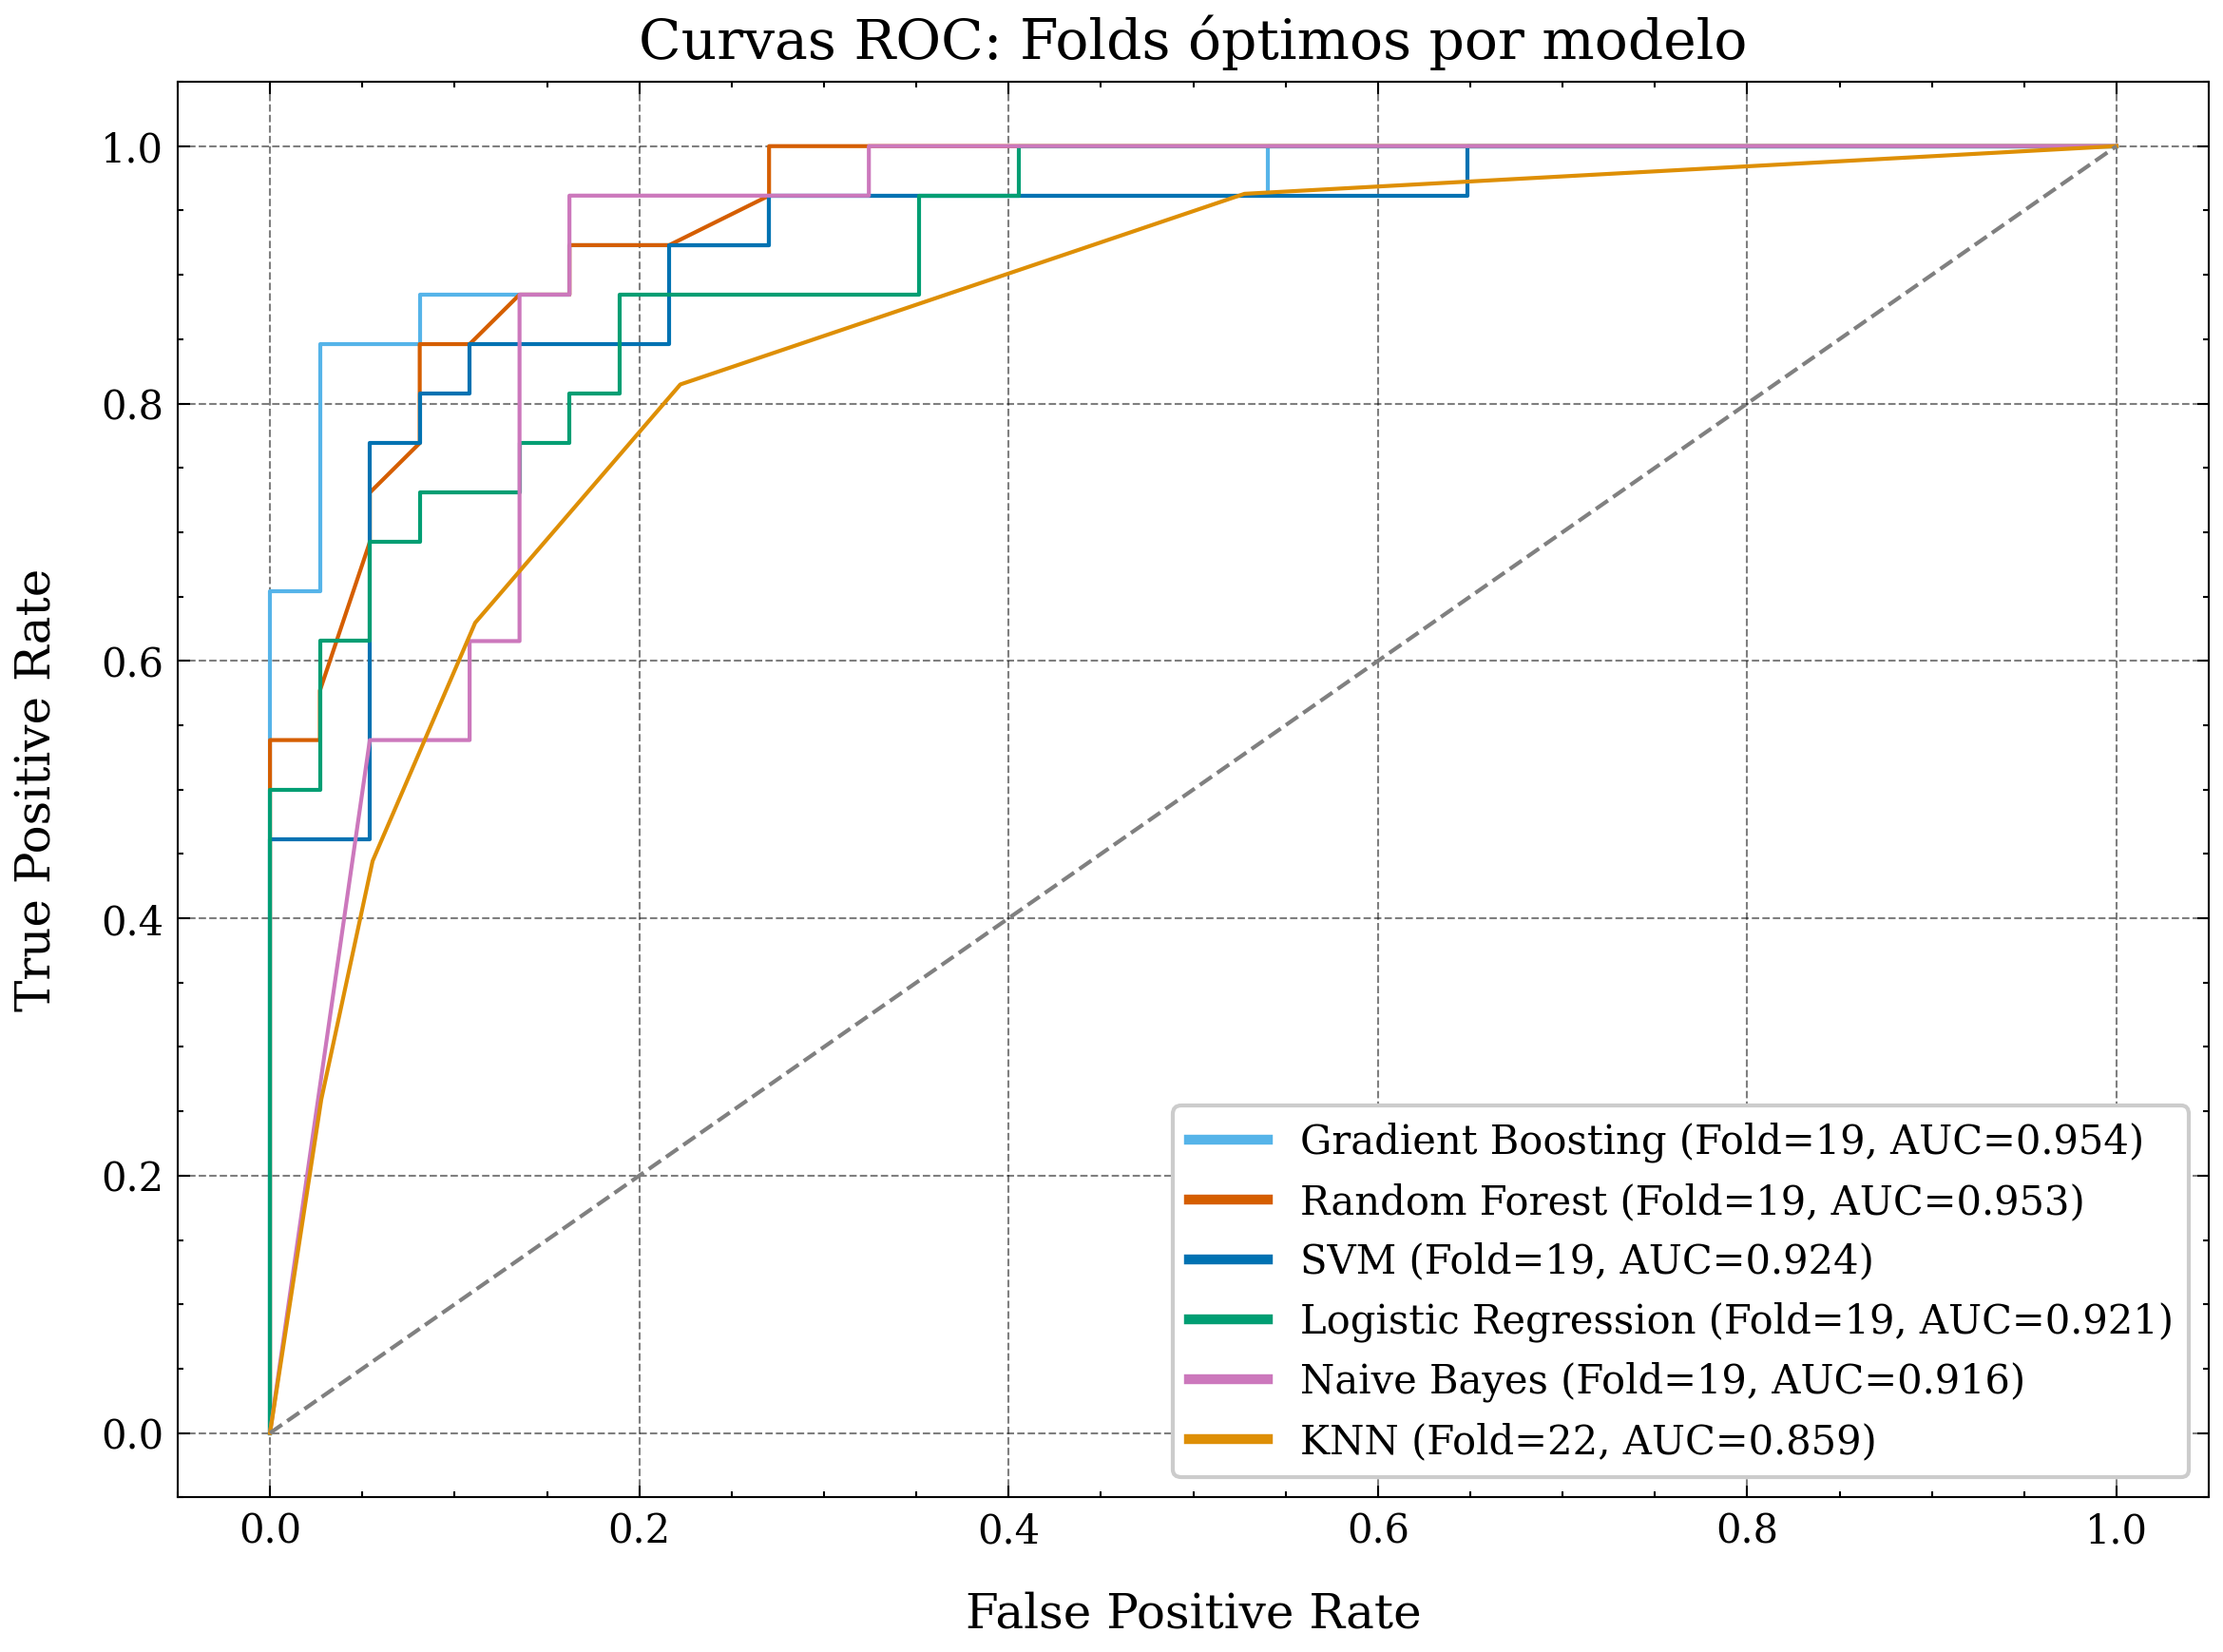 Curvas ROC: Folds óptimos por modelo
True Positive Rate
1.0
0.8
0.6
0.4
0.2
0.0
Gradient Boosting (Fold=19, AUC=0.954)
Random Forest (Fold=19, AUC=0.953)
SVM (Fold=19, AUC=0.924)
Logistic Regression (Fold=19, AUC=0.921)
Naive Bayes (Fold=19, AUC=0.916)
KNN (Fold=22, AUC=0.859)
0.0 0.2 0.4 0.6 0.8 1.0
False Positive Rate